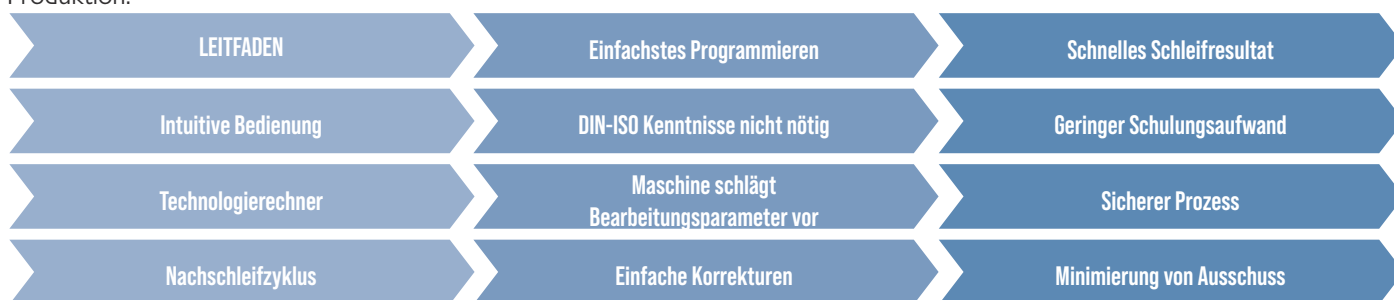 Produktion.
LEITFADEN
Einfachstes Programmieren
Schnelles Schleifresultat
Intuitive Bedienung
DIN-ISO Kenntnisse nicht nötig
Geringer Schulungsaufwand
Technologierechner
Maschine schlägt
Bearbeitungsparameter vor
Sicherer Prozess
Nachschleifzyklus
Einfache Korrekturen
Minimierung von Ausschuss